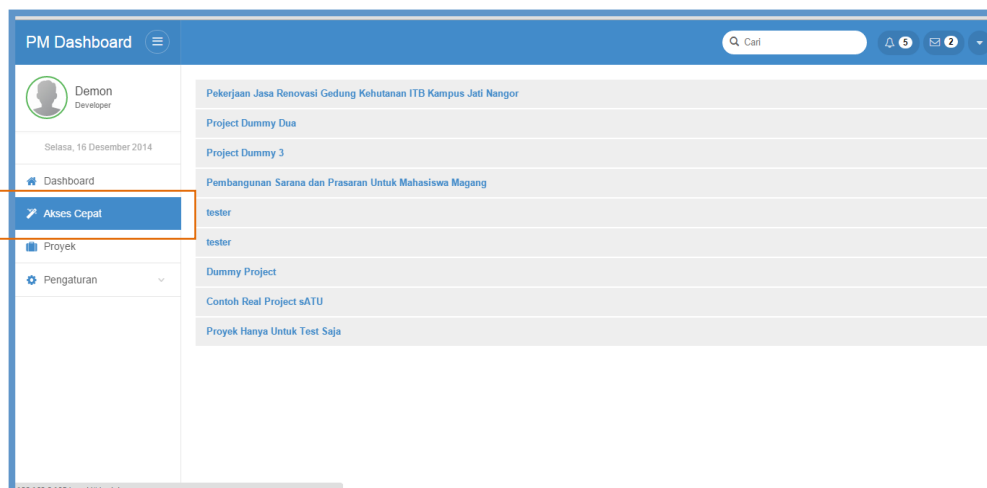 PM Dashboard
Cari
5
2
Demon
Developer
Selasa, 16 Desember 2014
Dashboard
Akses Cepat
Proyek
Pengaturan
Pekerjaan Jasa Renovasi Gedung Kehutanan ITB Kampus Jati Nangor
Project Dummy Dua
Project Dummy 3
Pembangunan Sarana dan Prasaran Untuk Mahasiswa Magang
tester
tester
Dummy Project
Contoh Real Project sATU
Proyek Hanya Untuk Test Saja